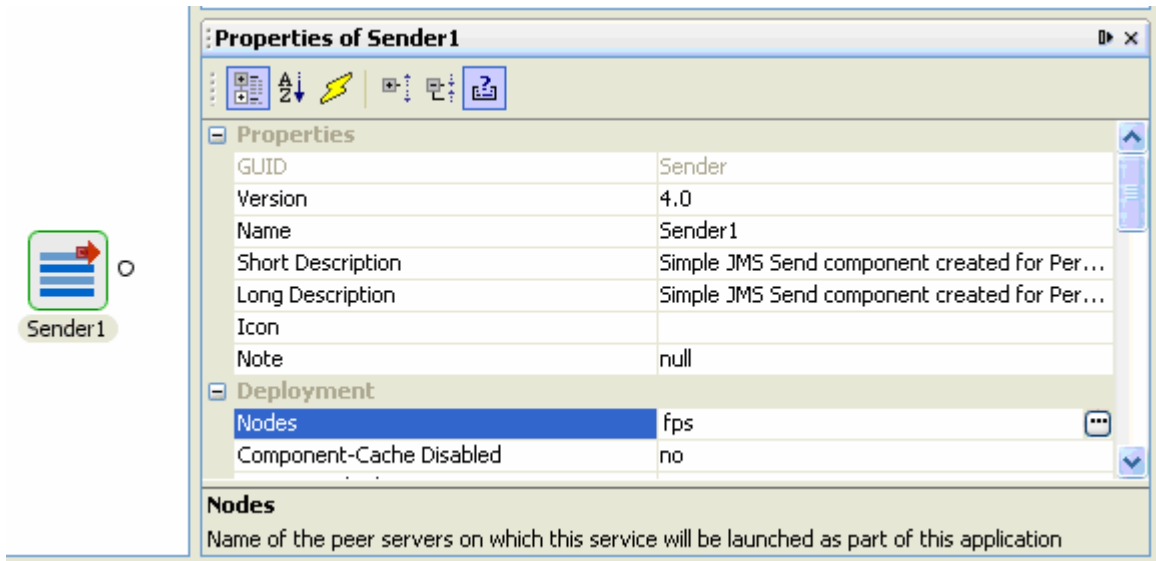 Properties of Sender1
Properties
GUID Sender
Version 4.0
Name Sender1
Short Description Simple JMS Send component created for Per...
Long Description Simple JMS Send component created for Per...
Icon
Note null
Deployment
Nodes fps
Component-Cache Disabled no
Nodes
Name of the peer servers on which this service will be launched as part of this application
Sender1